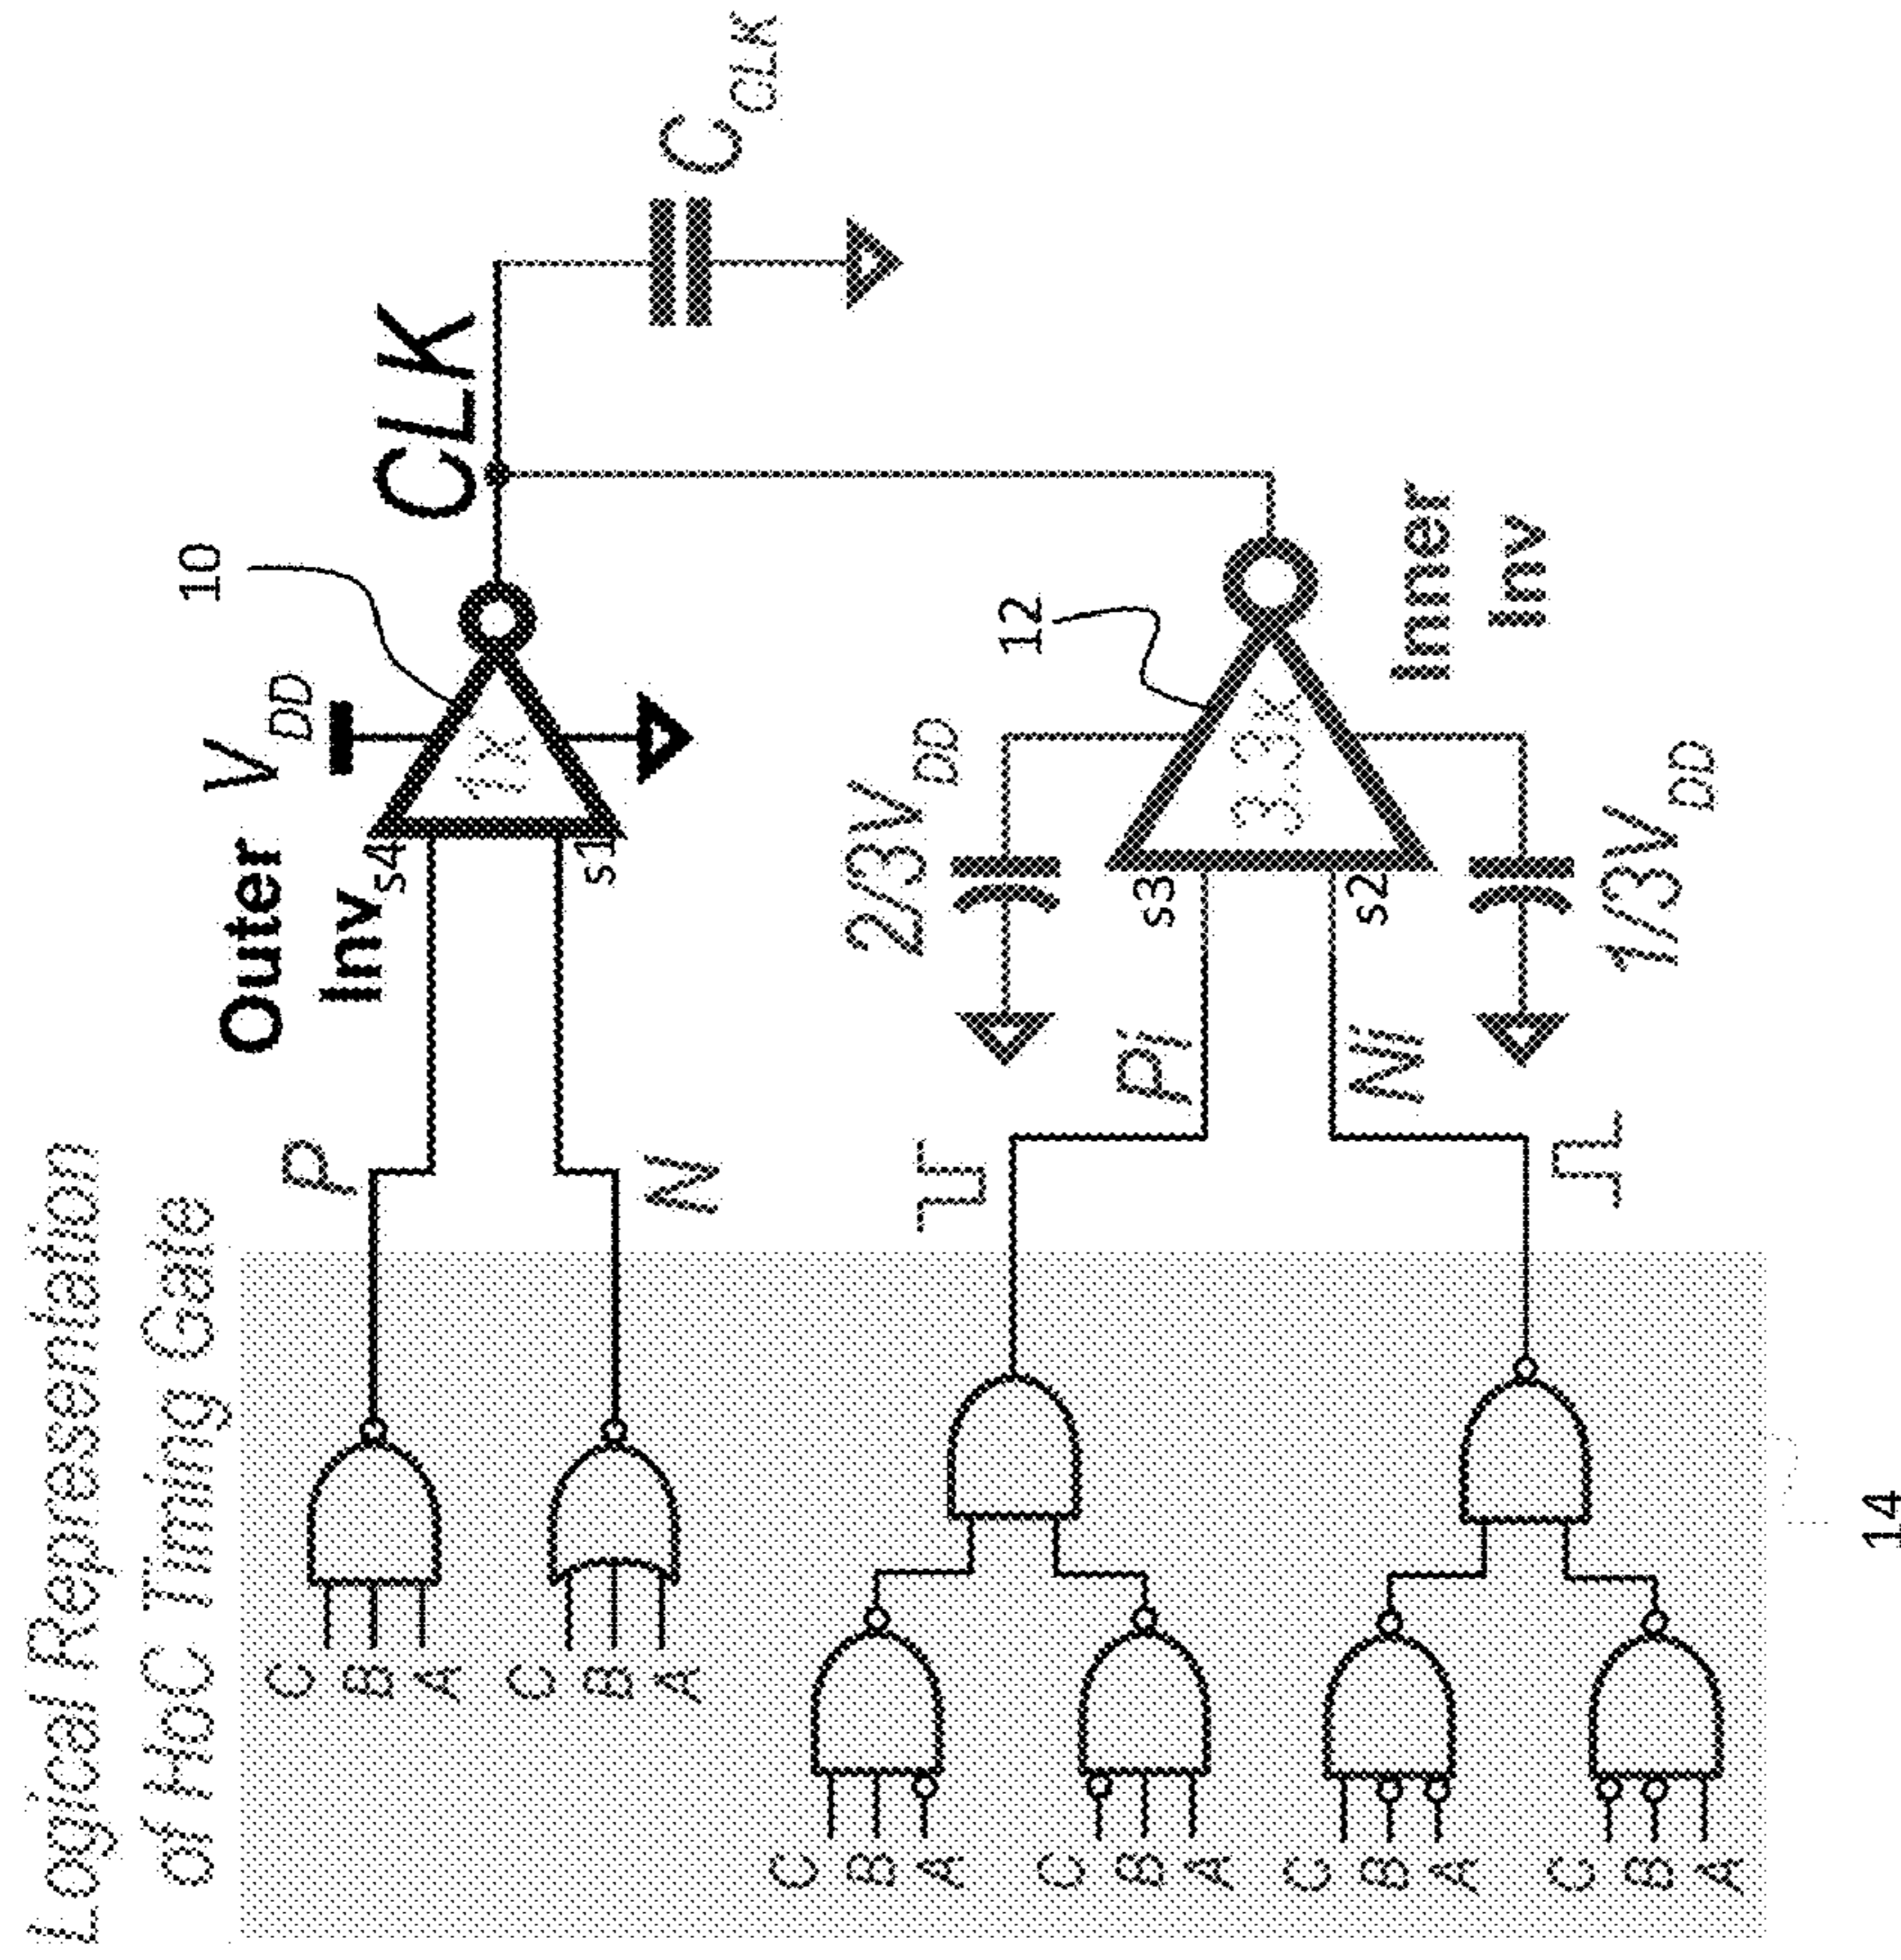 Logical Representation
of HoC Timing Gate
Outer
Inv
V DD
10
1x
s4
s1
P
N
C
B
A
C
B
A
CLK
C CLK
2/3V DD
12
3.3x
s3
s2
Inner
Inv
1/3V DD
Pi
Ni
C
B
A
C
B
A
C
B
A
C
B
A
14